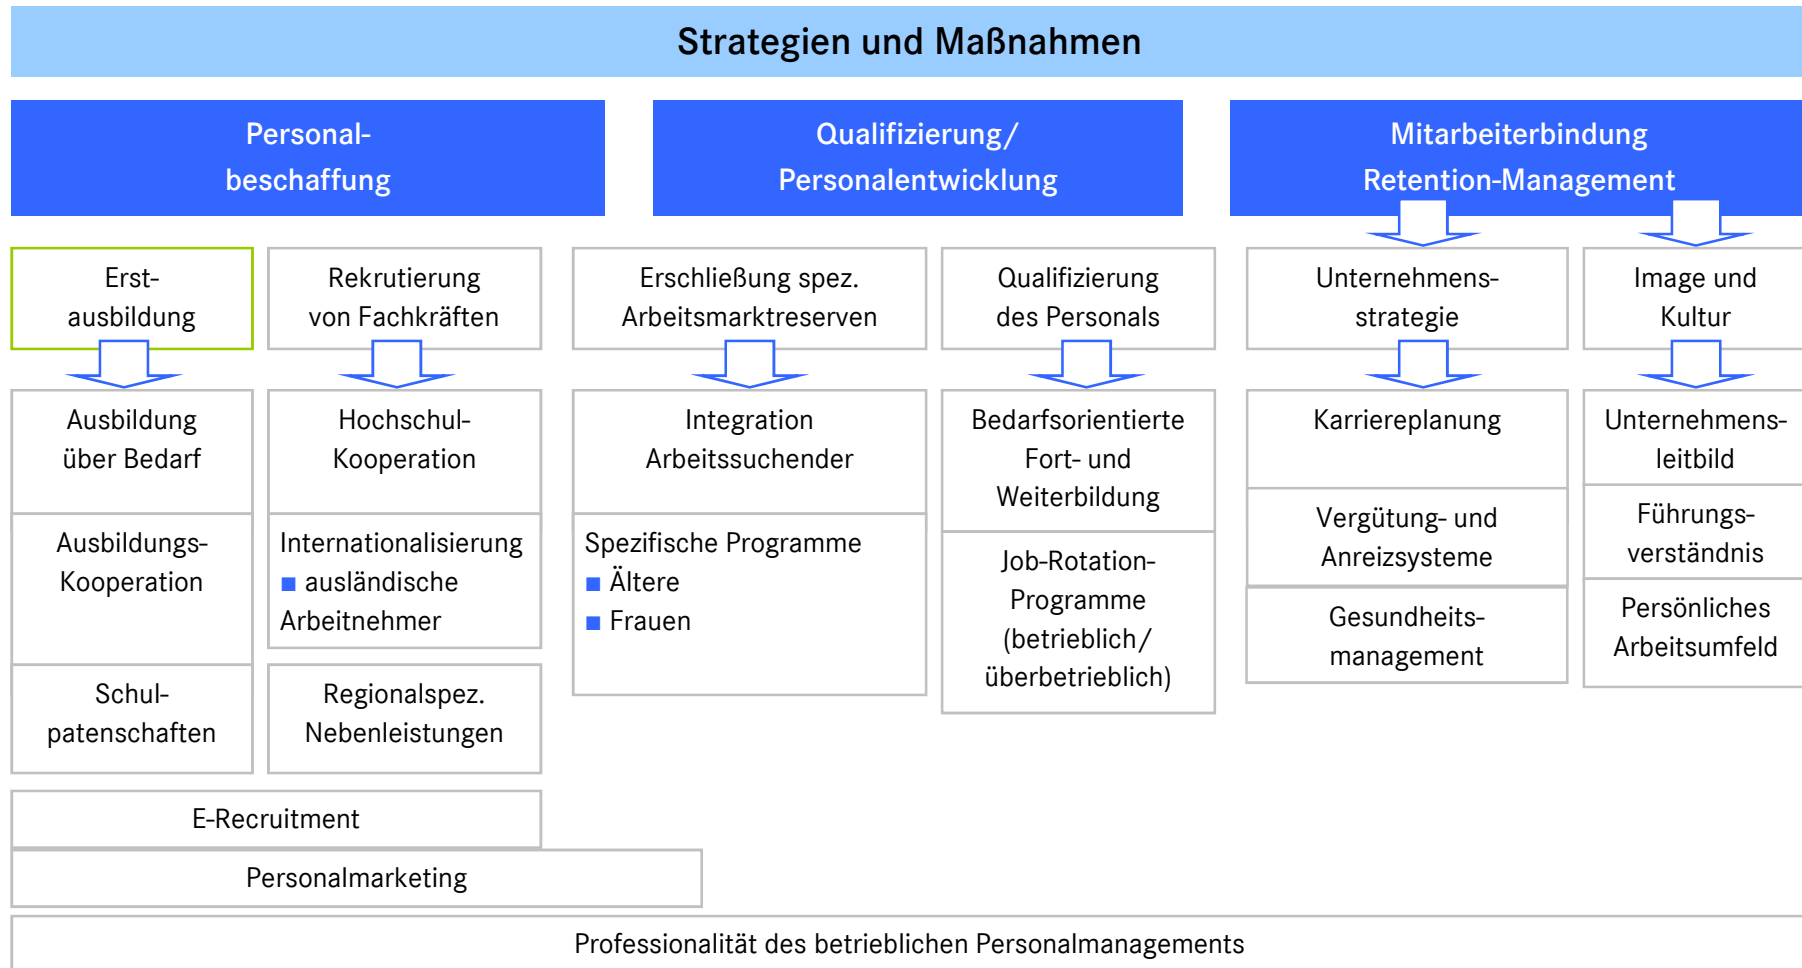 Strategien und Maßnahmen
Personal-
beschaffung
Qualifizierung/
Personalentwicklung
Mitarbeiterbindung
Retention-Management
Erst-
ausbildung
Rekrutierung
von Fachkräften
Erschließung spez.
Arbeitsmarktreserven
Qualifizierung
des Personals
Unternehmens-
strategie
Image und
Kultur
Ausbildung
über Bedarf
Ausbildungs-
Kooperation
Schul-
patenschaften
Hochschul-
Kooperation
Internationalisierung
■ ausländische
Arbeitnehmer
Regionalspez.
Nebenleistungen
Integration
Arbeitssuchender
Spezifische Programme
■ Ältere
■ Frauen
Bedarfsorientierte
Fort- und
Weiterbildung
Job-Rotation-
Programme
(betrieblich/
überbetrieblich)
Karriereplanung
Vergütung- und
Anreizsysteme
Gesundheits-
management
Unternehmens-
leitbild
Führungs-
verständnis
Persönliches
Arbeitsumfeld
E-Recruitment
Personalmarketing
Professionalität des betrieblichen Personalmanagements